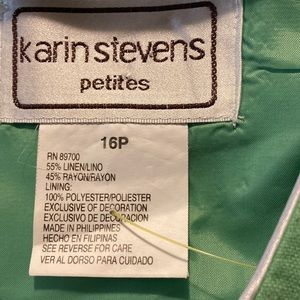 karin stevens
petites
16P
RN 89700
55% LINEN/LINO
45% RAYON/RAYON
LINING:
100% POLYESTER/POLIESTER
EXCLUSIVE OF DECORATION
EXCLUSIVO DE DECORACION
MADE IN PHILIPPINES
HECHO EN FILIPINAS
SEE REVERSE FOR CARE
VER AL DORSO PARA CUIDADO